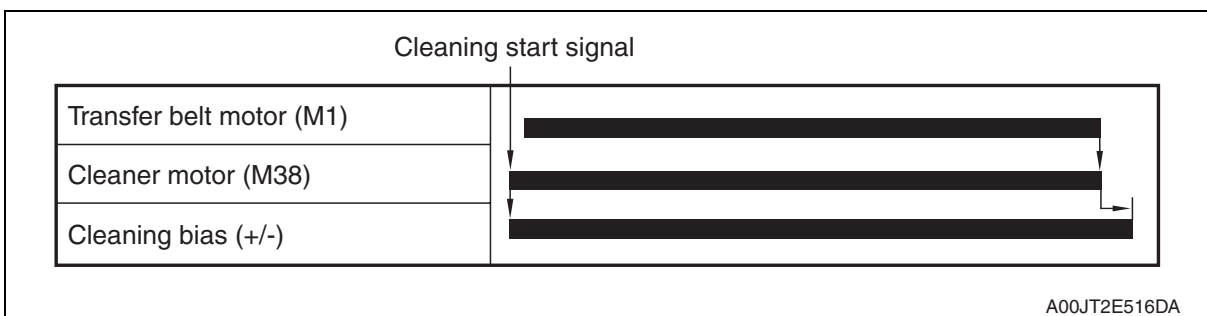 Cleaning start signal
Transfer belt motor (M1)
Cleaner motor (M38)
Cleaning bias (+/-)
A00JT2E516DA